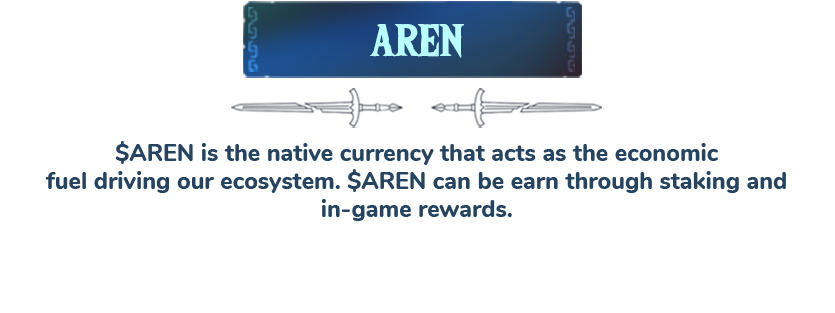 AREN
$AREN is the native currency that acts as the economic
fuel driving our ecosystem. $AREN can be earn through staking and
in-game rewards.